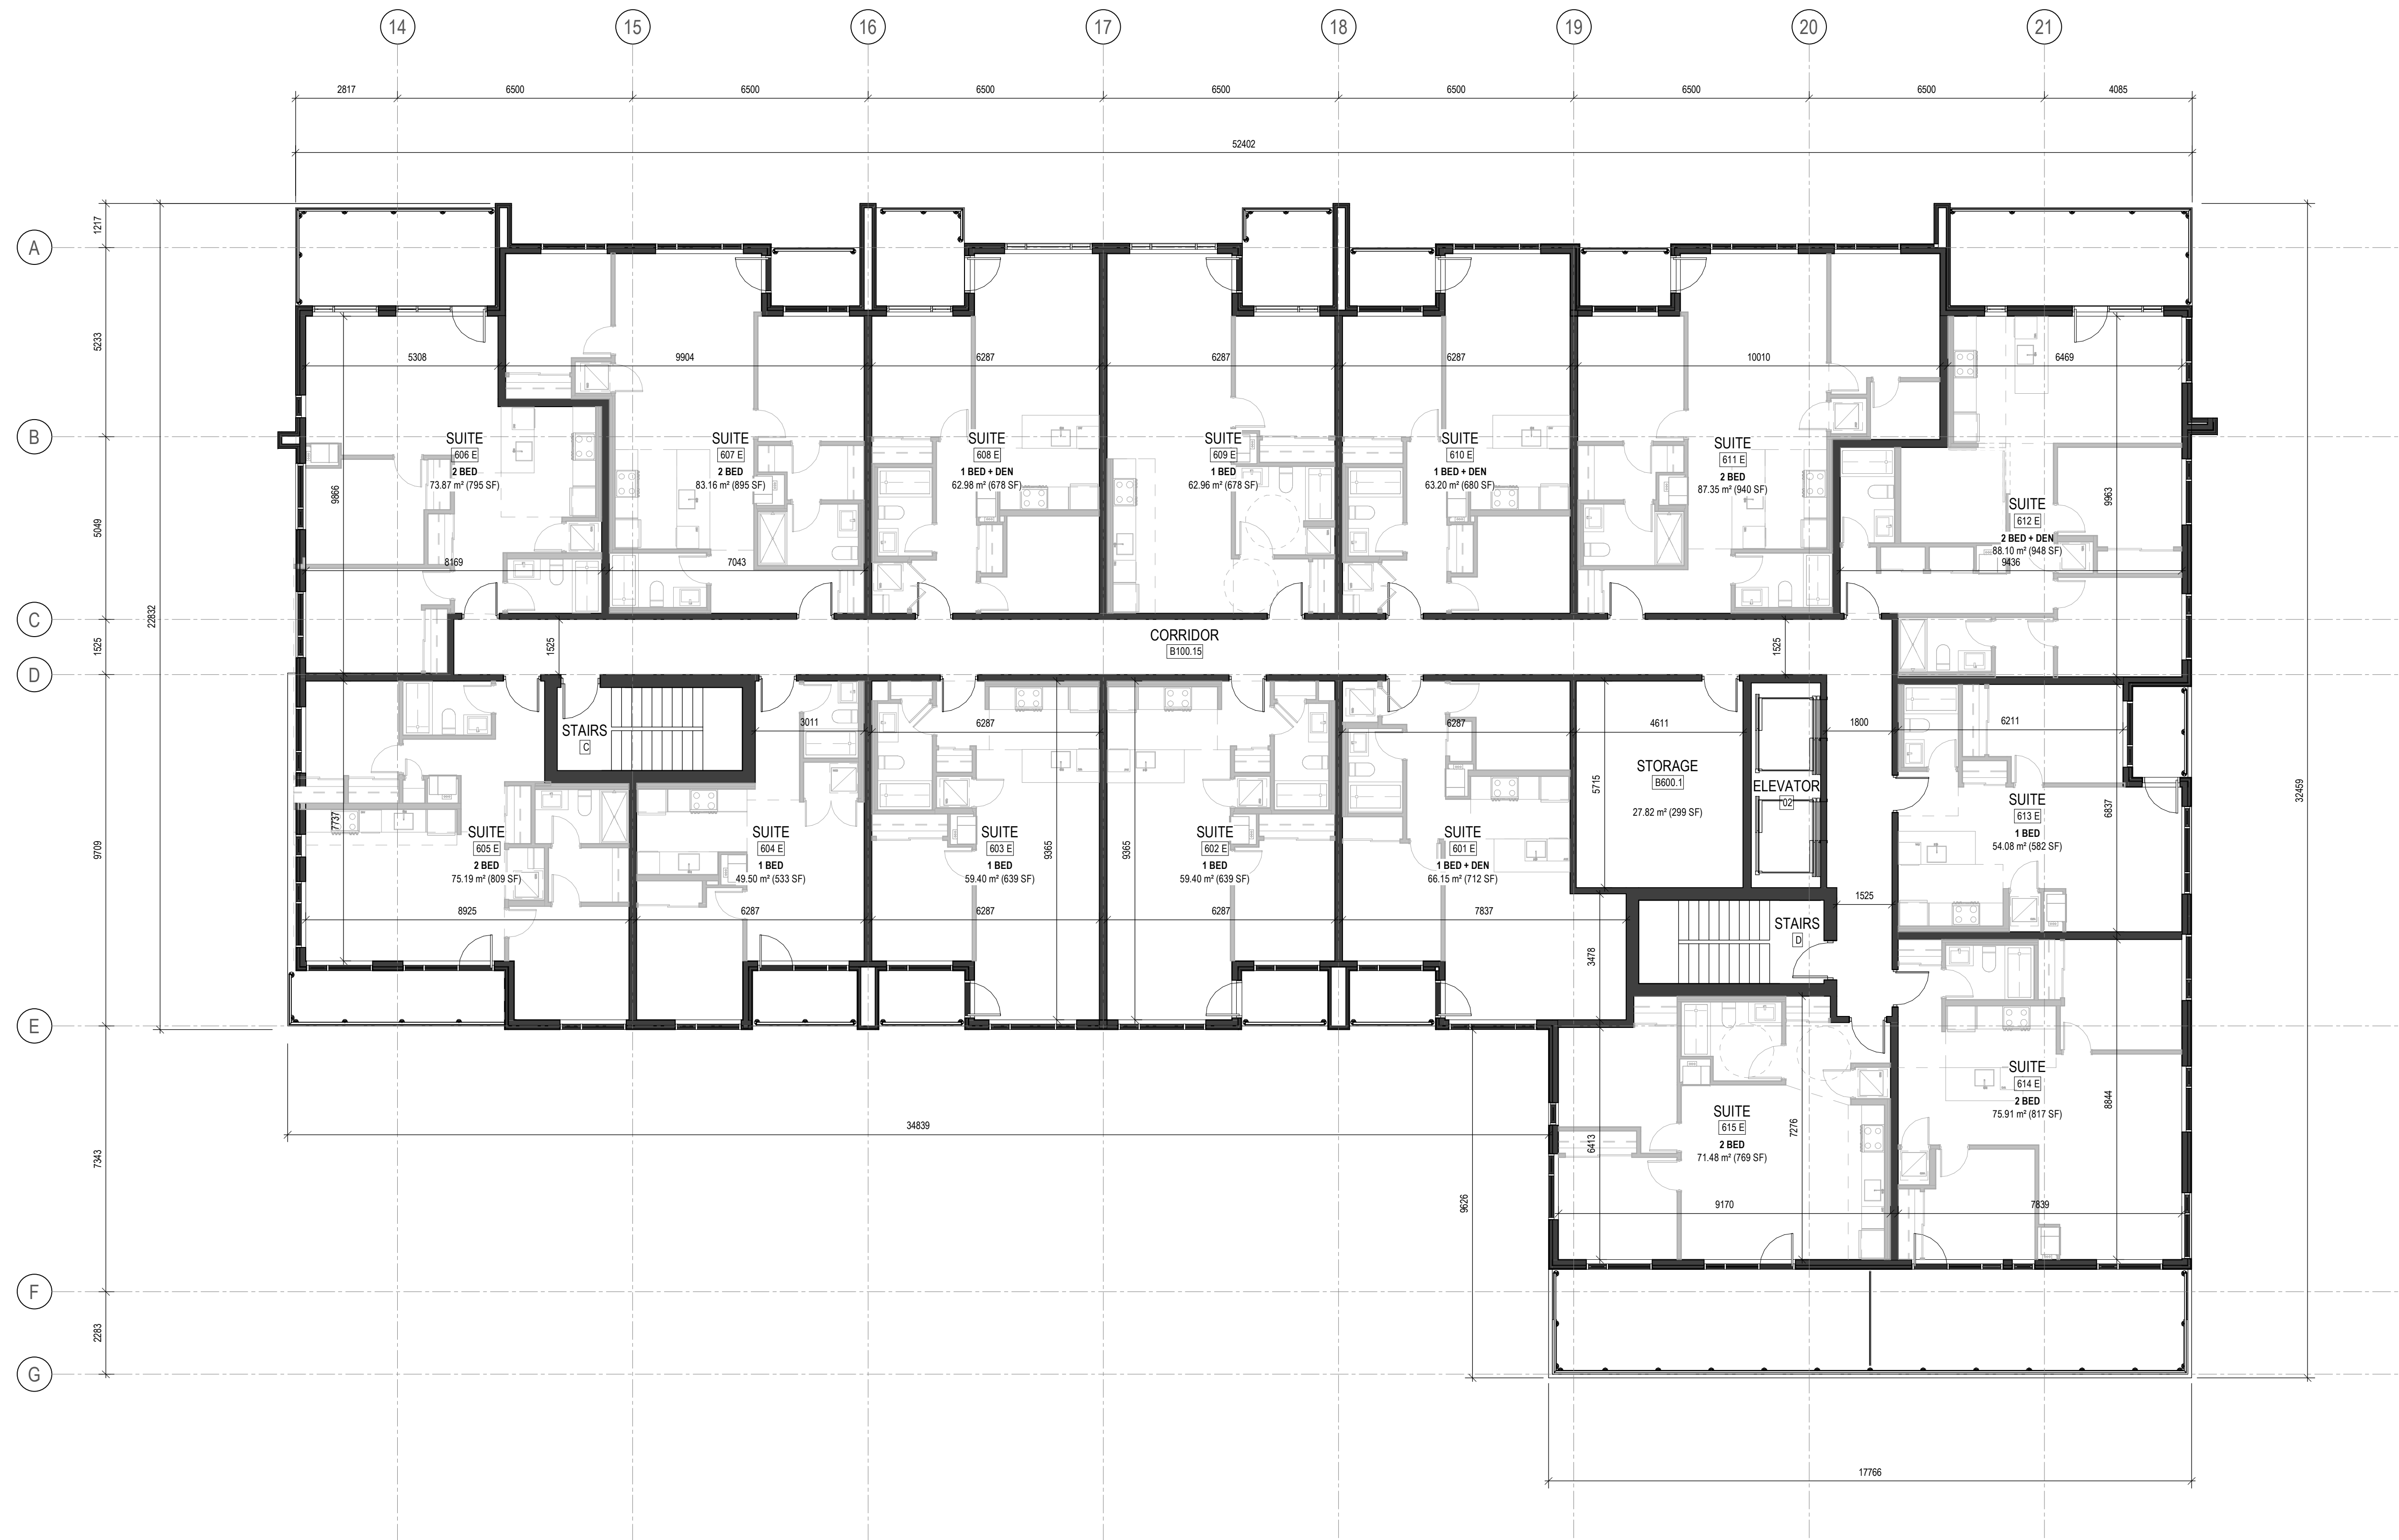 14 15 16 17 18 19 20 21
2817 6500 6500 6500 6500 6500 6500 6500 4085
52402
A
B
C
D
E
F
G
1217
5233
5049
1525
9709
7343
2283
22832
32459
5308 9904 6287 6287 6287 10010 6469
SUITE
606 E
2 BED
73.87 m² (795 SF)
9866
8169
SUITE
607 E
2 BED
83.16 m² (895 SF)
7043
SUITE
608 E
1 BED + DEN
62.98 m² (678 SF)
SUITE
609 E
1 BED
62.96 m² (678 SF)
SUITE
610 E
1 BED + DEN
63.20 m² (680 SF)
SUITE
611 E
2 BED
87.35 m² (940 SF)
SUITE
612 E
2 BED + DEN
88.10 m² (948 SF)
9436
9963
CORRIDOR
B100.15
1525
1525
STAIRS
C
3011 6287 6287 4611 1800 6211
SUITE
605 E
2 BED
75.19 m² (809 SF)
7737
8925
SUITE
604 E
1 BED
49.50 m² (533 SF)
6287
SUITE
603 E
1 BED
59.40 m² (639 SF)
9365
6287
SUITE
602 E
1 BED
59.40 m² (639 SF)
9365
6287
SUITE
601 E
1 BED + DEN
66.15 m² (712 SF)
7837
STORAGE
B600.1
27.82 m² (299 SF)
5715
ELEVATOR
02
SUITE
613 E
1 BED
54.08 m² (582 SF)
6837
1525
STAIRS
D
3478
SUITE
615 E
2 BED
71.48 m² (769 SF)
6413
7276
9170
SUITE
614 E
2 BED
75.91 m² (817 SF)
8844
7839
34839
9626
17766